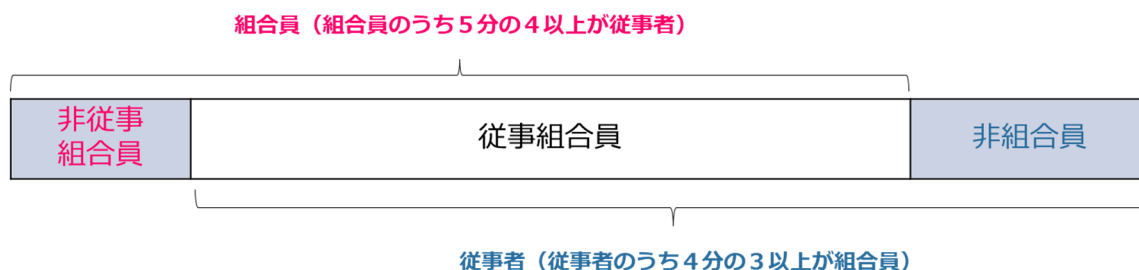 組合員（組合員のうち５分の４以上が従事者）
非従事
組合員
従事組合員
非組合員
従事者（従事者のうち４分の３以上が組合員）